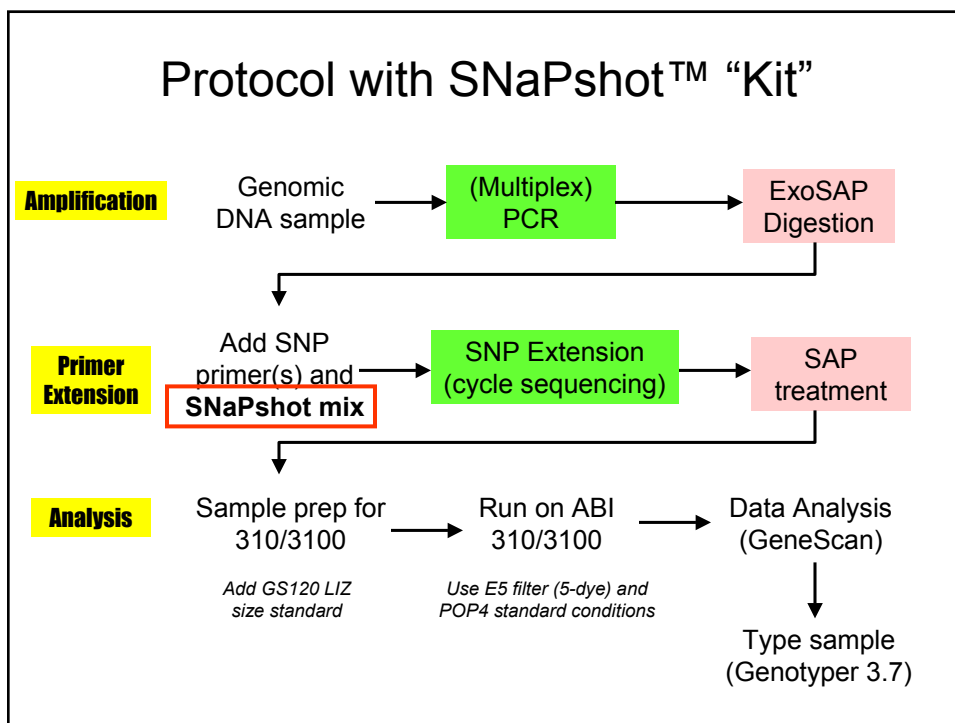 Protocol with SNaPshot™ “Kit”
Amplification
Genomic
DNA sample
(Multiplex)
PCR
ExoSAP
Digestion
Primer
Extension
Add SNP
primer(s) and
SNaPshot mix
SNP Extension
(cycle sequencing)
SAP
treatment
Analysis
Sample prep for
310/3100
Add GS120 LIZ
size standard
Run on ABI
310/3100
Use E5 filter (5-dye) and
POP4 standard conditions
Data Analysis
(GeneScan)
Type sample
(Genotyper 3.7)